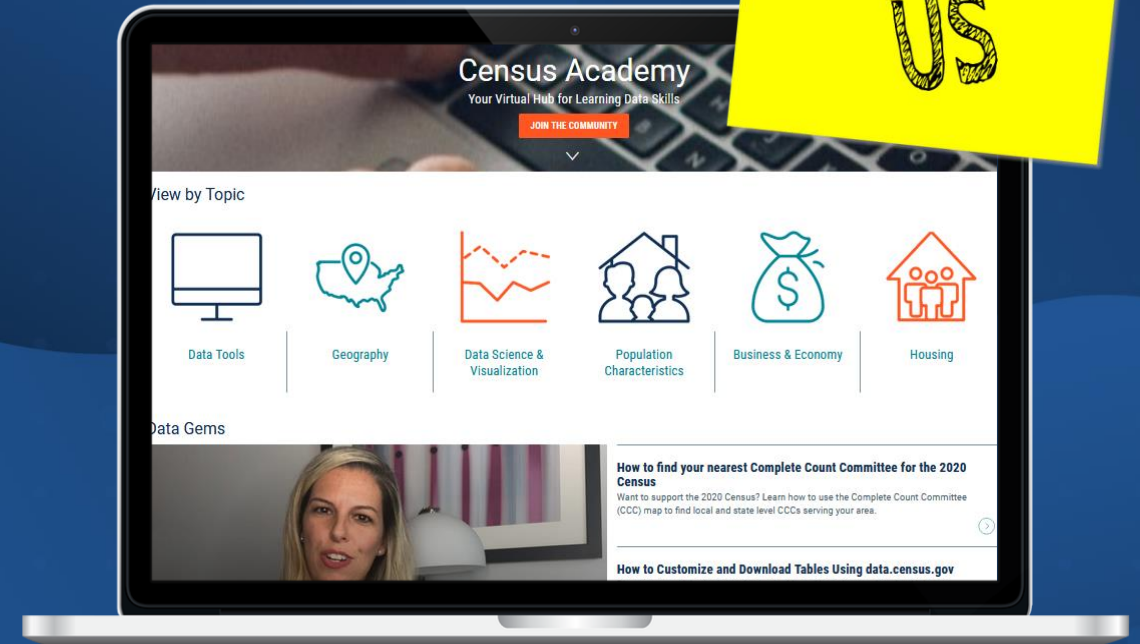 US
Census Academy
Your Virtual Hub for Learning Data Skills
JOIN THE COMMUNITY
View by Topic
$
Data Tools
Geography
Data Science &
Visualization
Population
Characteristics
Business & Economy
Housing
Data Gems
How to find your nearest Complete Count Committee for the 2020
Census
Want to support the 2020 Census? Learn how to use the Complete Count Committee
(CCC) map to find local and state level CCCs serving your area.
How to Customize and Download Tables Using data.census.gov